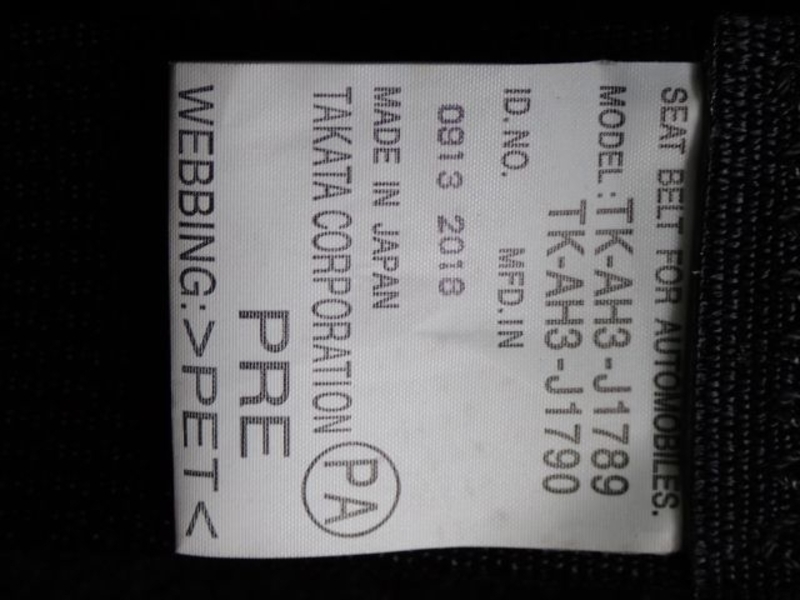 SEAT BELT FOR AUTOMOBILES.
MODEL: TK-AH3-J1789
TK-AH3-J1790
ID.NO. MFD.IN
0913 2018
MADE IN JAPAN
TAKATA CORPORATION PA
PRE
WEBBING:>PET<